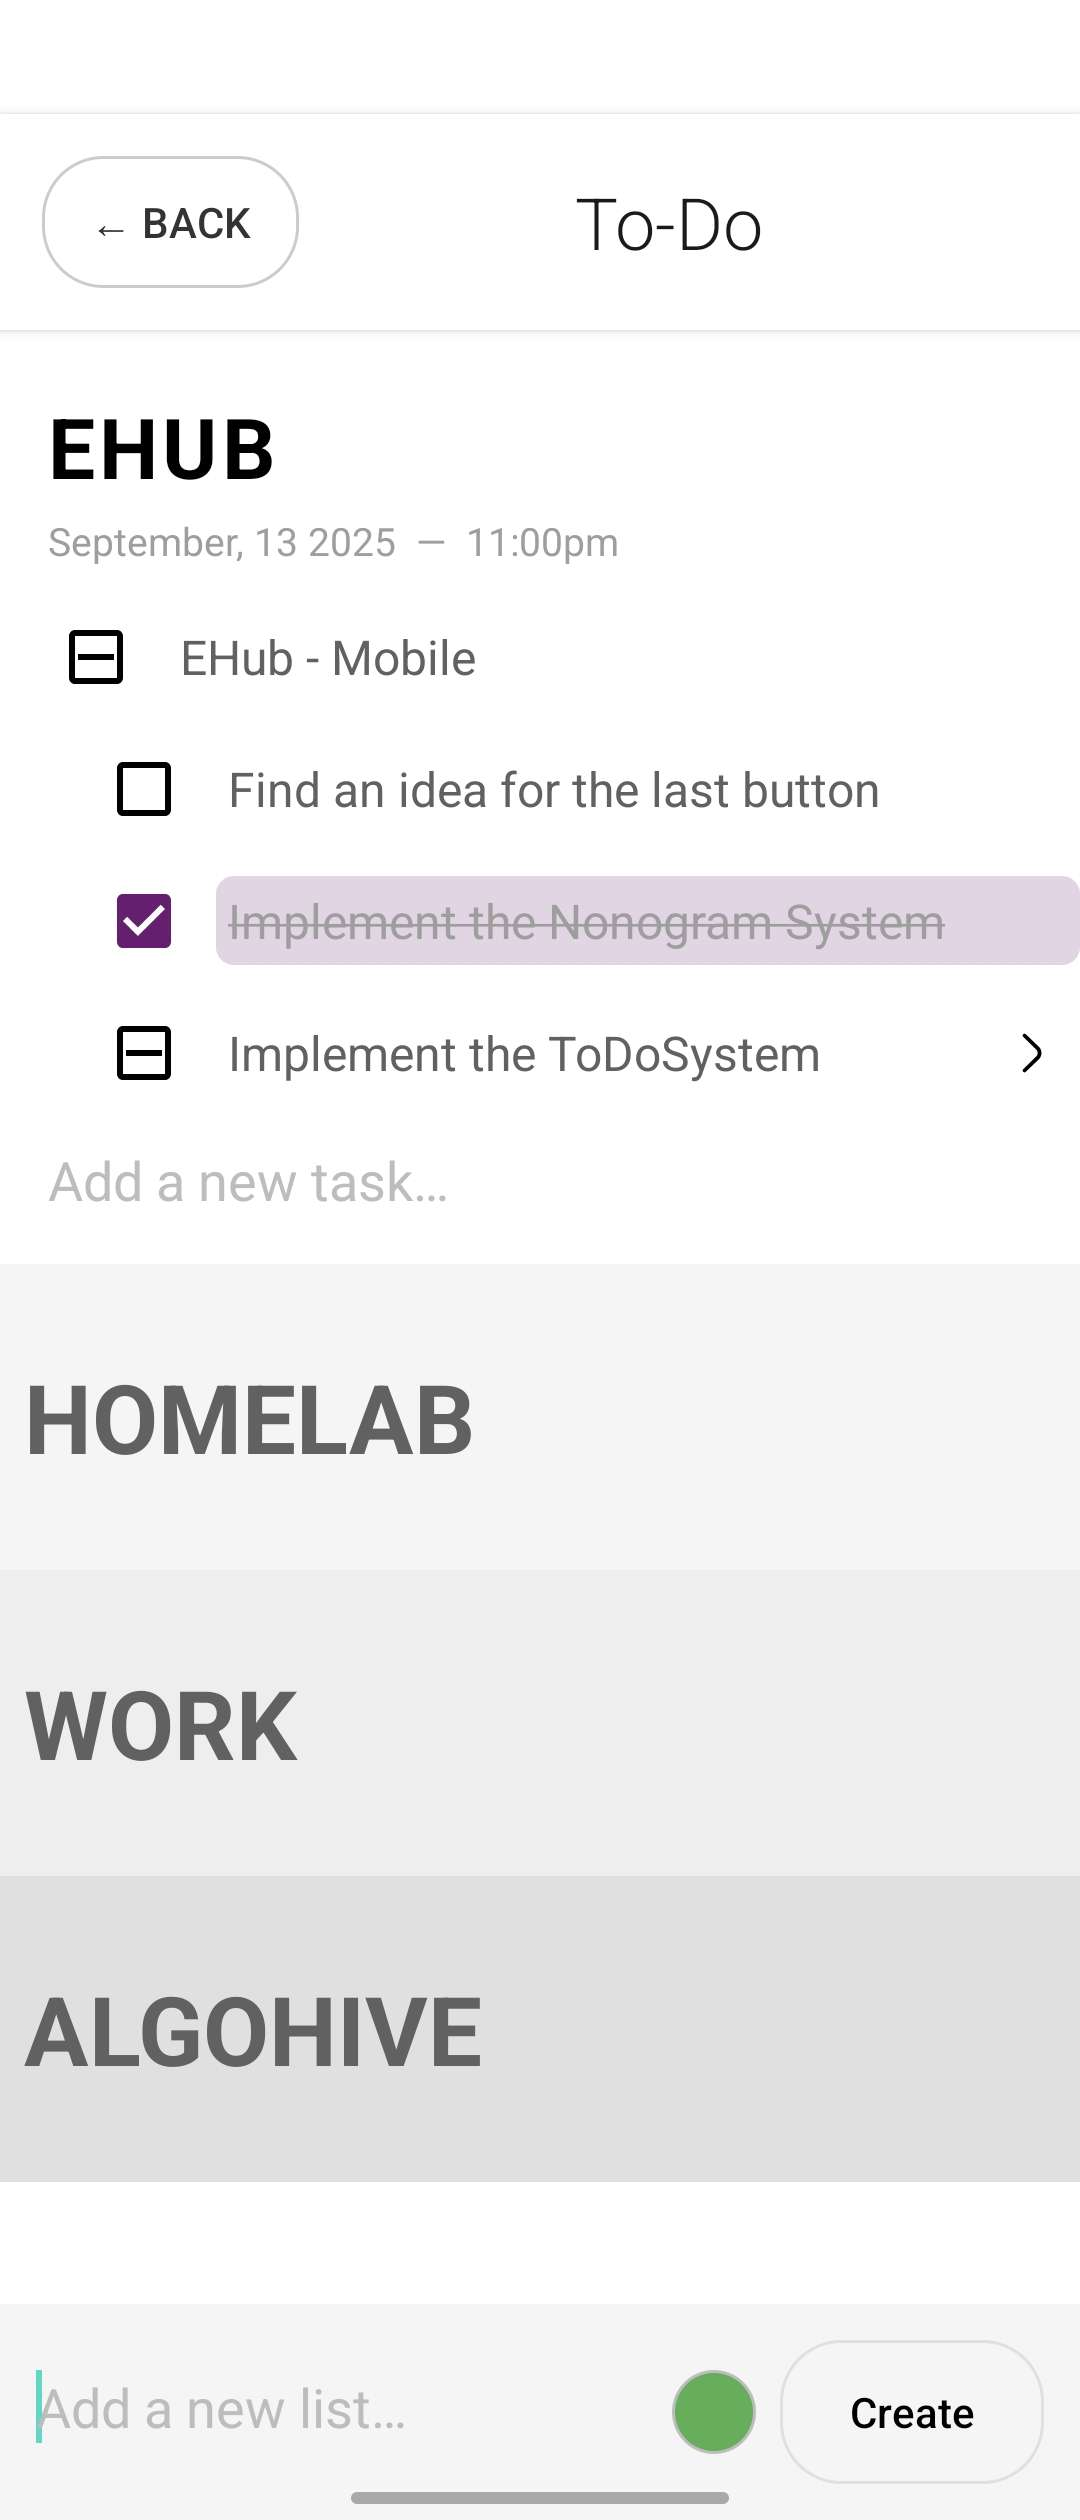 ← BACK
To-Do
EHUB
September, 13 2025 — 11:00pm
EHub - Mobile
Find an idea for the last button
Implement the Nonogram System
Implement the ToDoSystem
Add a new task...
HOMELAB
WORK
ALGOHIVE
Add a new list...
Create